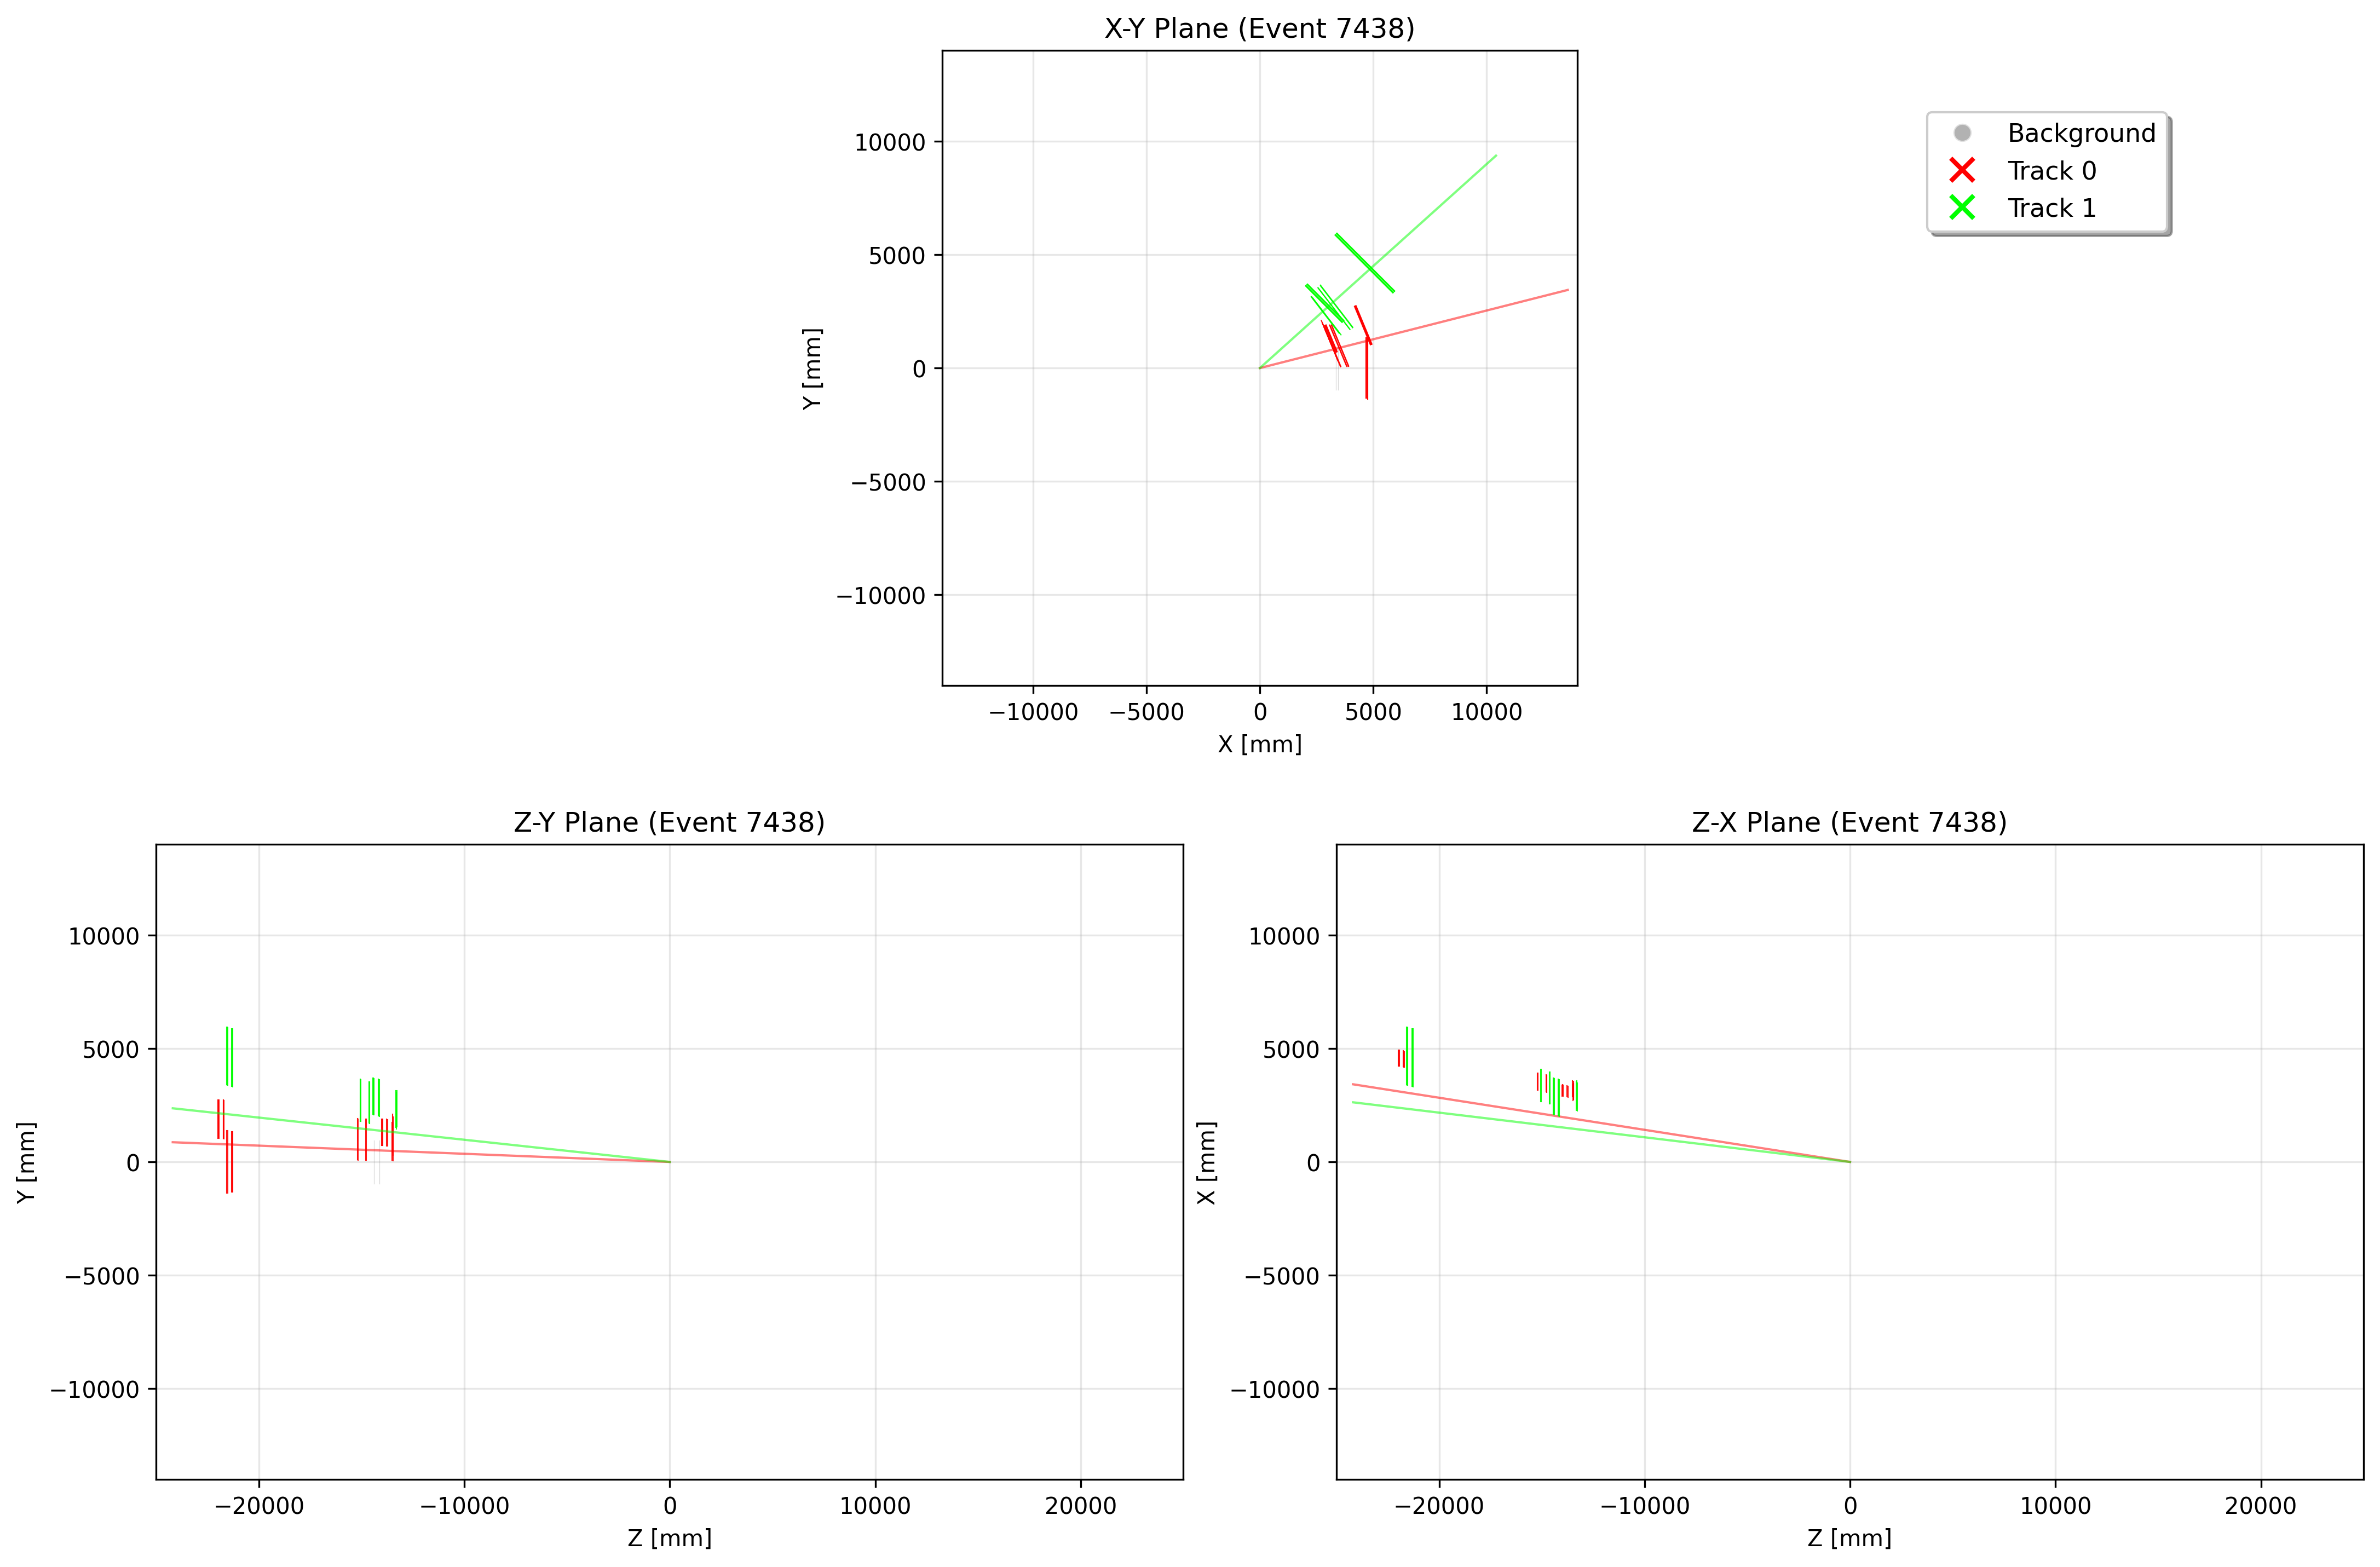 X-Y Plane (Event 7438)
Y [mm]
10000
5000
0
−5000
−10000
−10000 −5000 0 5000 10000
X [mm]
Background
Track 0
Track 1
Z-Y Plane (Event 7438)
Y [mm]
10000
5000
0
−5000
−10000
−20000 −10000 0 10000 20000
Z [mm]
Z-X Plane (Event 7438)
X [mm]
10000
5000
0
−5000
−10000
−20000 −10000 0 10000 20000
Z [mm]